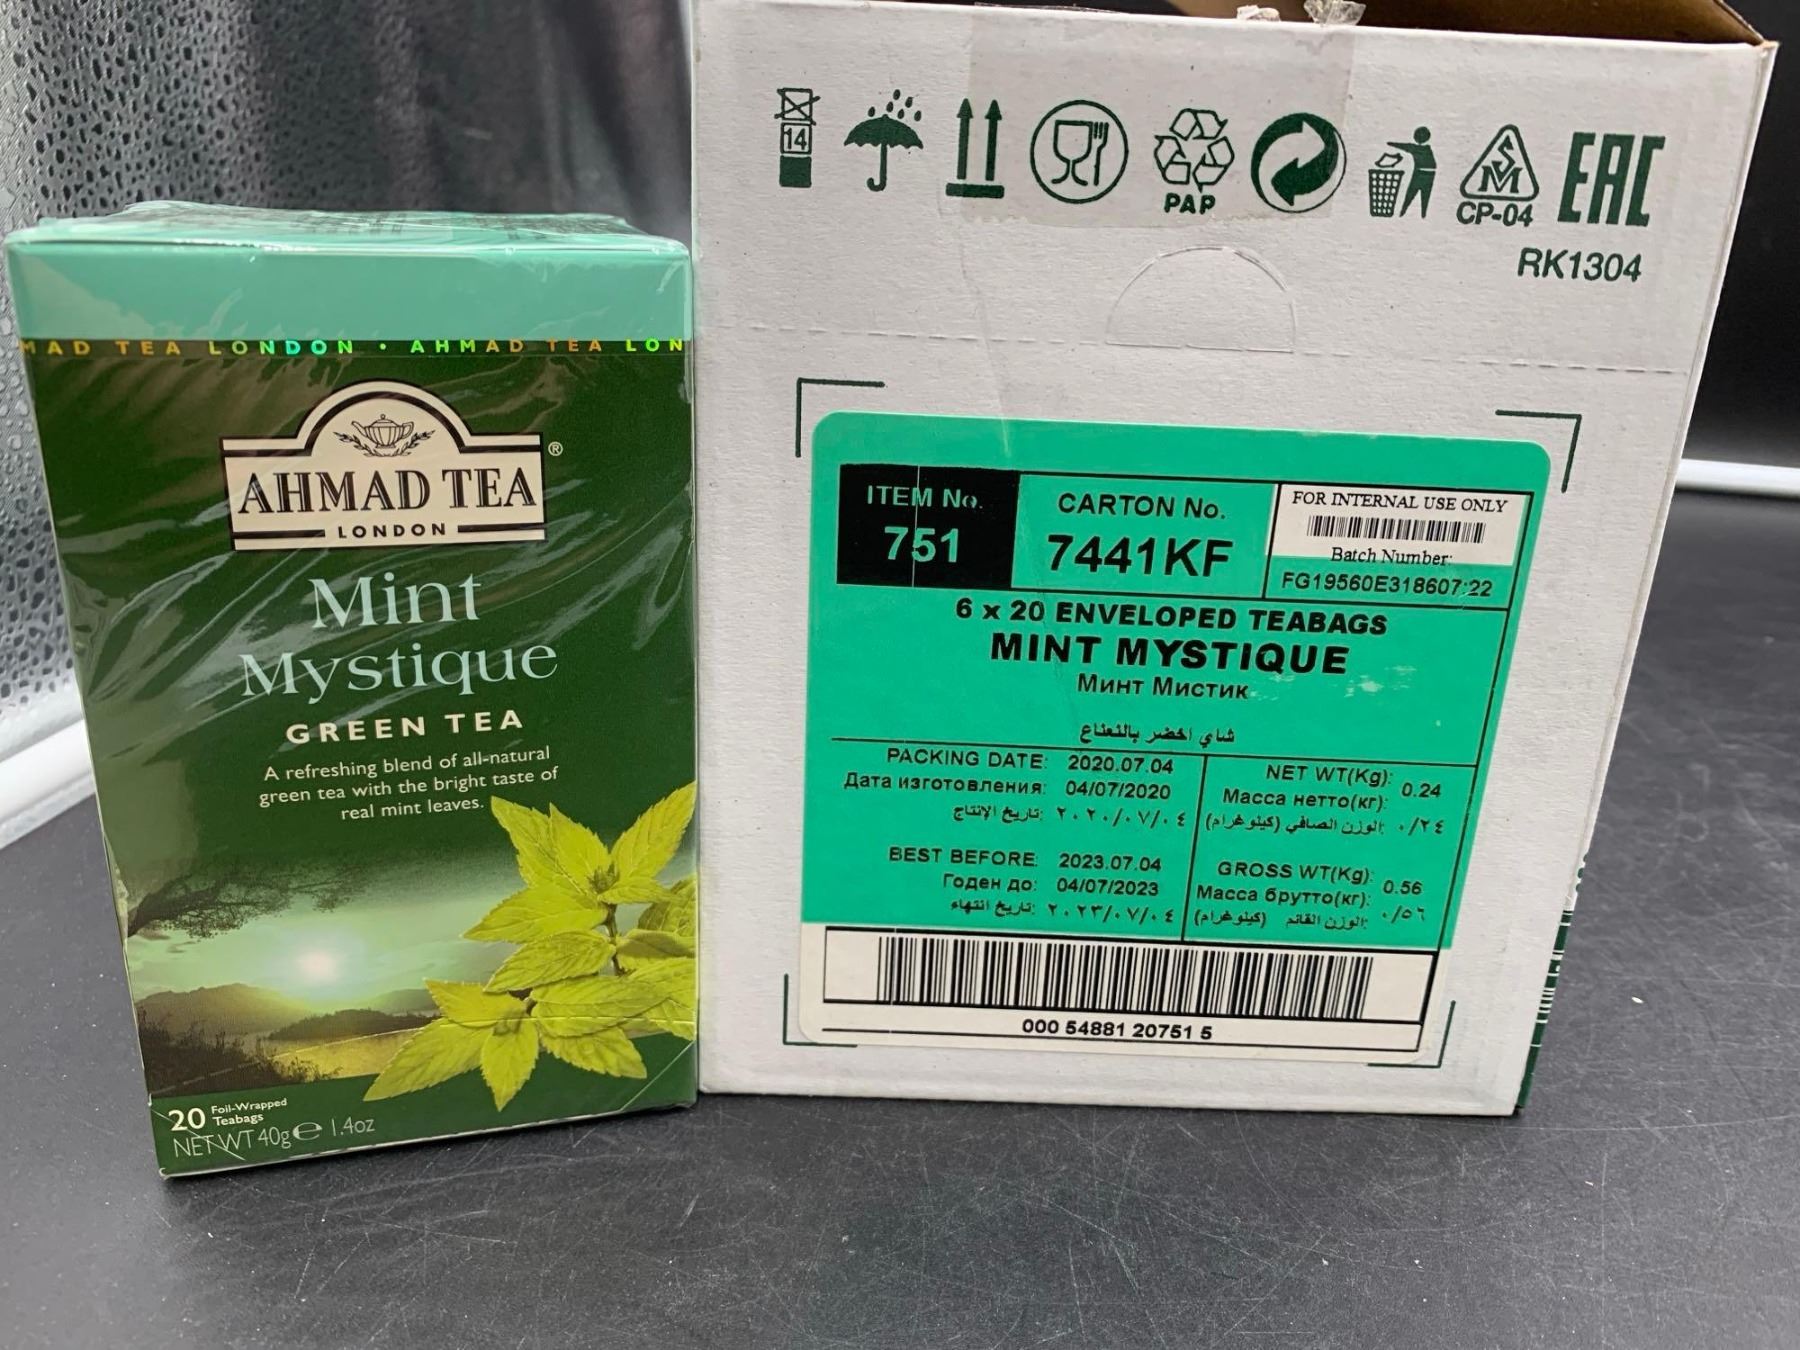 MAD TEA LONDON · AHMAD TEA LON
AHMAD TEA ®
LONDON
Mint
Mystique
GREEN TEA
A refreshing blend of all-natural
green tea with the bright taste of
real mint leaves.
20 Foil-Wrapped
Teabags
NET WT 40g e 1.4oz
14
PAP
SM
CP-04
EAC
RK1304
ITEM No.
751
CARTON No.
7441KF
FOR INTERNAL USE ONLY
Batch Number:
FG19560E318607:22
6 x 20 ENVELOPED TEABAGS
MINT MYSTIQUE
Минт Мистик
شاي اخضر بالنعناع
PACKING DATE: 2020.07.04
Дата изготовления: 04/07/2020
تاريخ الإنتاج: ٢٠٢٠/٠٧/٠٤
BEST BEFORE: 2023.07.04
Годен до: 04/07/2023
تاريخ انتهاء: ٢٠٢٣/٠٧/٠٤
NET WT(Kg): 0.24
Масса нетто(кг):
الوزن الصافي (كيلوغرام): ٠/٢٤
GROSS WT(Kg): 0.56
Масса брутто(кг):
الوزن القائم (كيلوغرام): ٠/٥٦
000 54881 20751 5